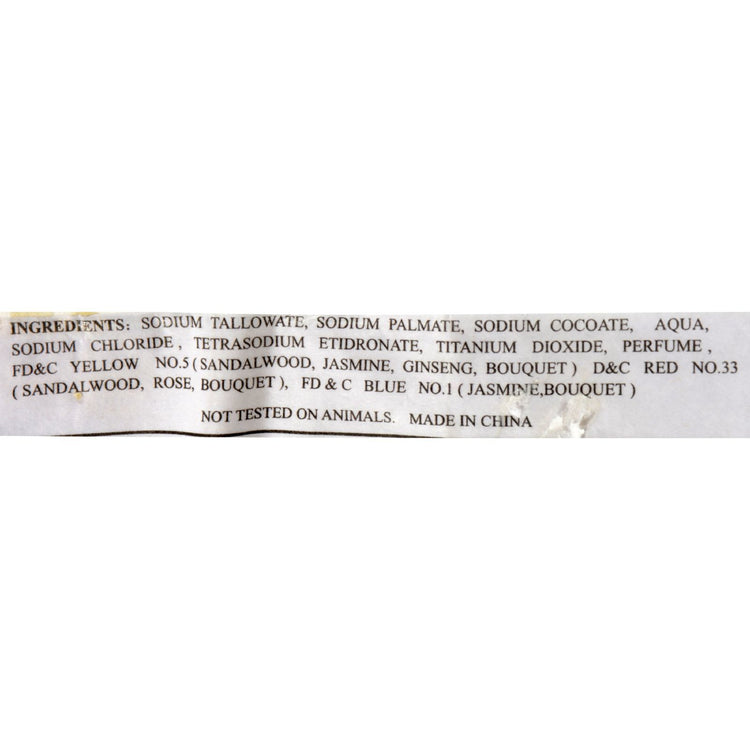 INGREDIENTS: SODIUM TALLOWATE, SODIUM PALMATE, SODIUM COCOATE, AQUA,
SODIUM CHLORIDE, TETRASODIUM ETIDRONATE, TITANIUM DIOXIDE, PERFUME,
FD&C YELLOW NO.5 (SANDALWOOD, JASMINE, GINSENG, BOUQUET) D&C RED NO.33
(SANDALWOOD, ROSE, BOUQUET), FD & C BLUE NO.1 (JASMINE,BOUQUET)
NOT TESTED ON ANIMALS. MADE IN CHINA